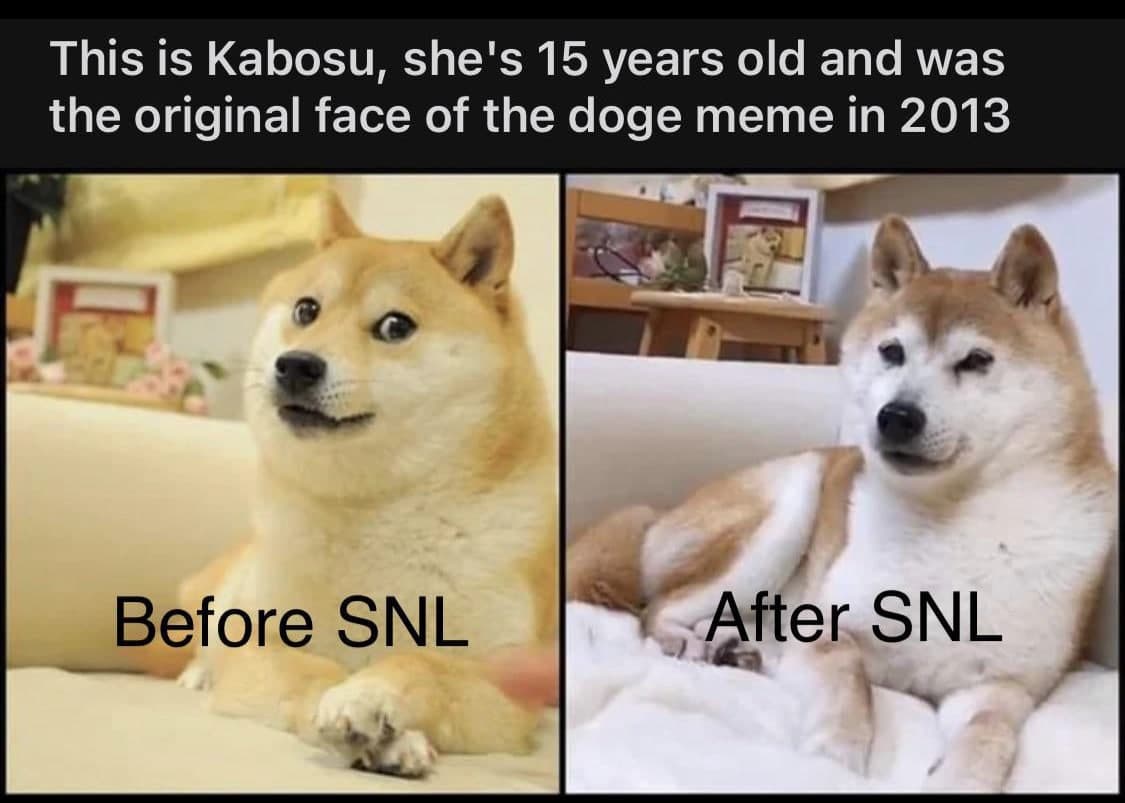 This is Kabosu, she's 15 years old and was
the original face of the doge meme in 2013
Before SNL
After SNL